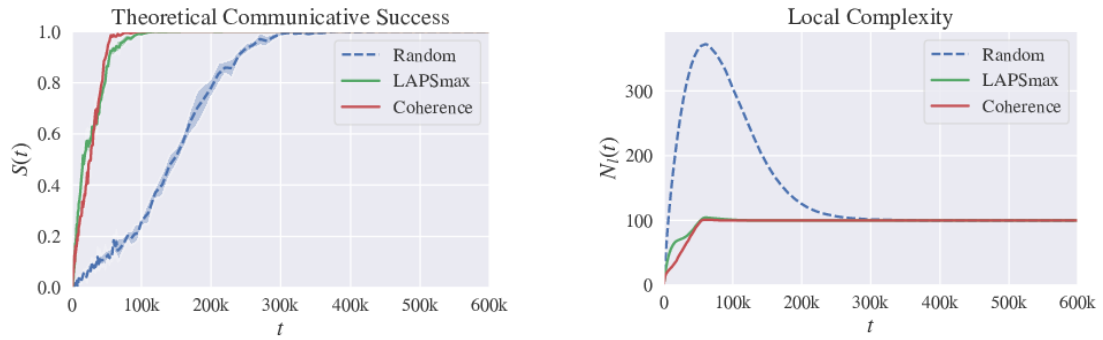 Theoretical Communicative Success
1.0
0.8
0.6
0.4
0.2
0.0
S(t)
0
100k
200k
300k
400k
500k
600k
t
Random
LAPSmax
Coherence
Local Complexity
300
200
100
0
N_l(t)
0
100k
200k
300k
400k
500k
600k
t
Random
LAPSmax
Coherence